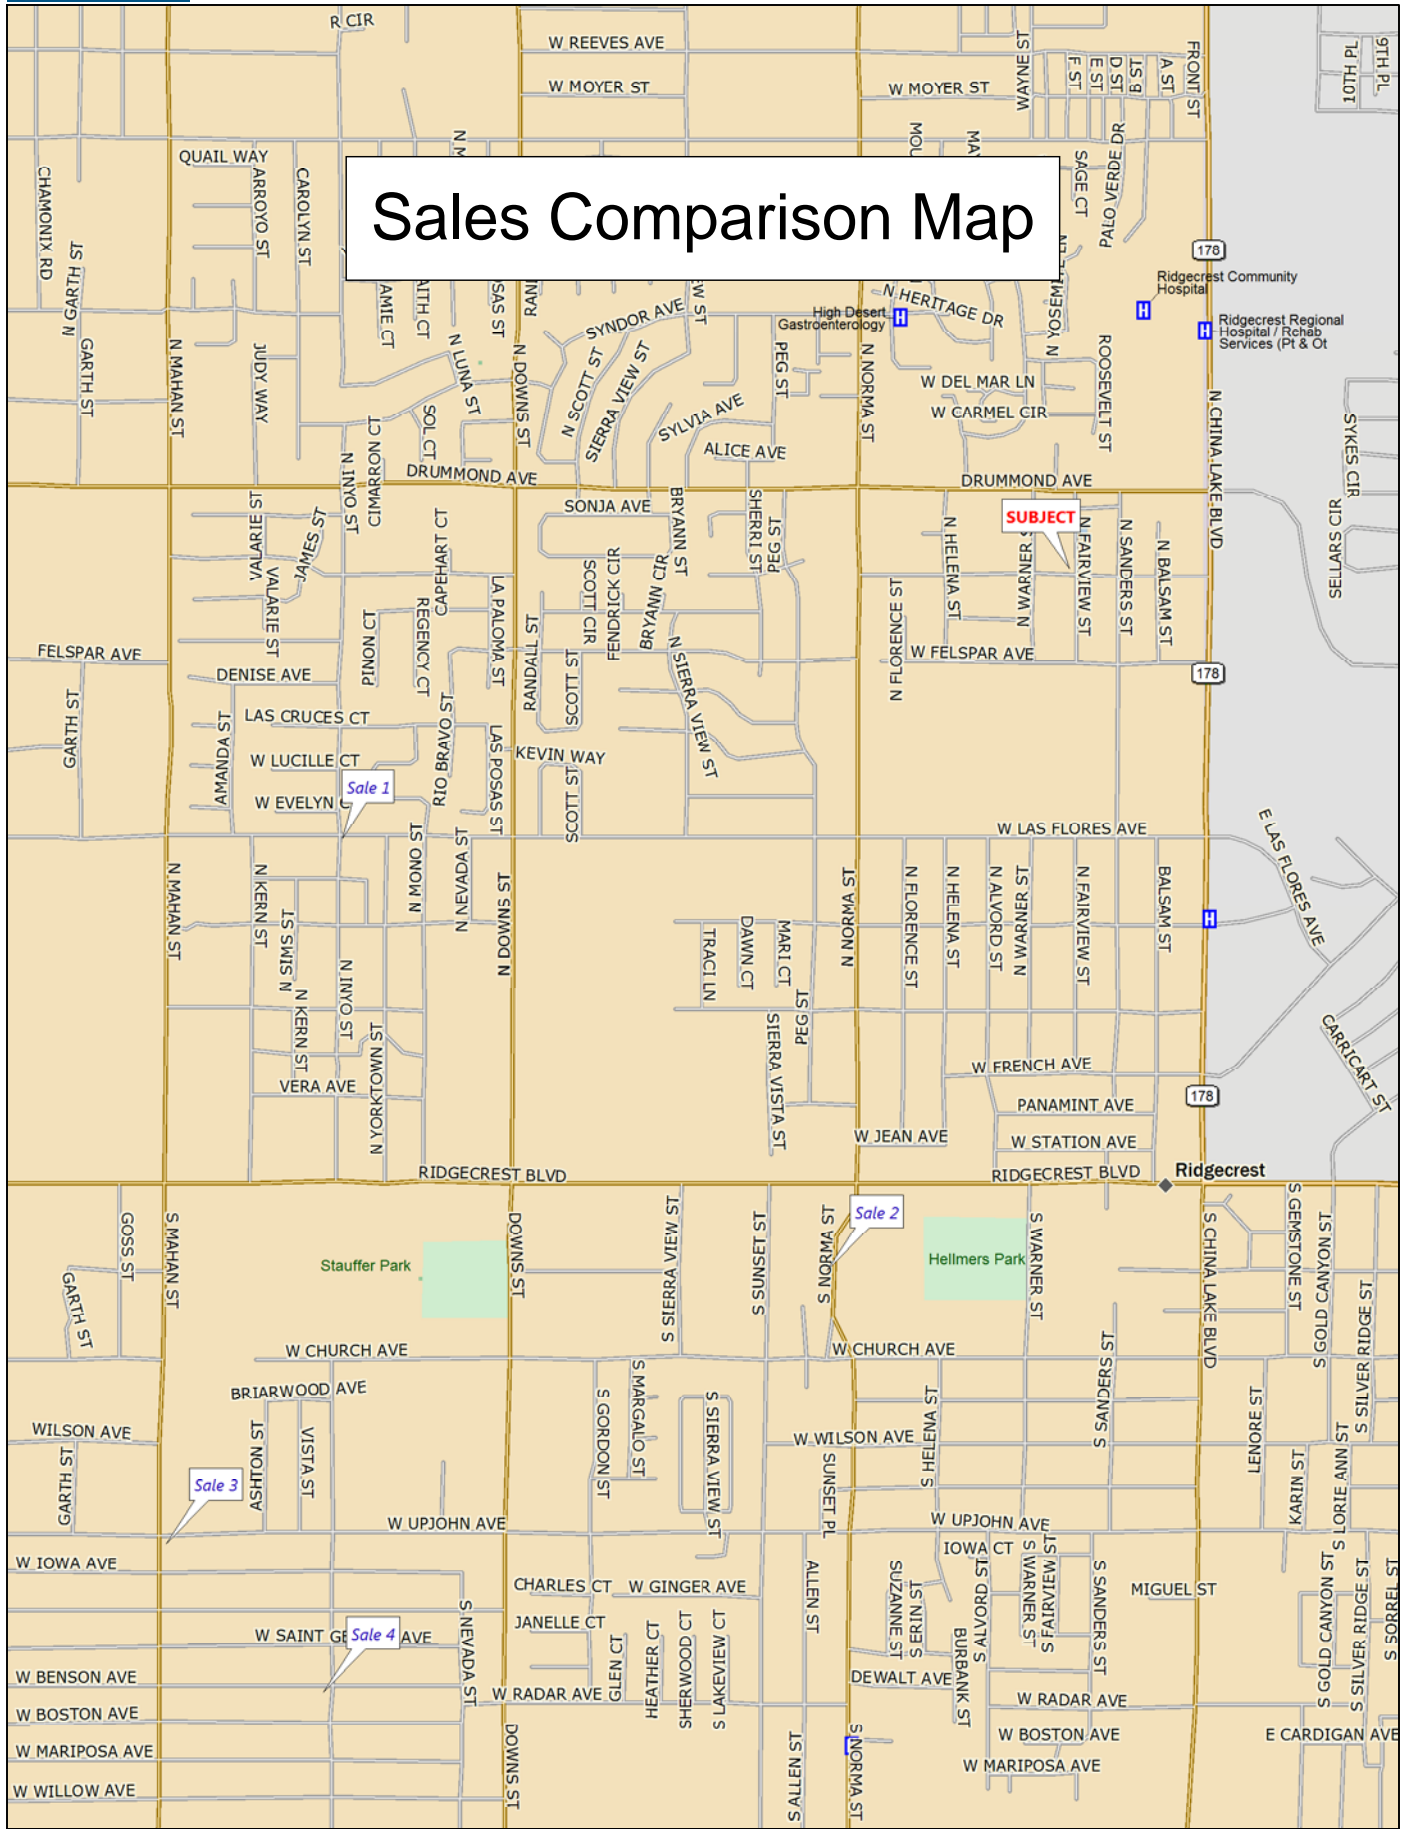 R CIR
W REEVES AVE
W MOYER ST
W MOYER ST
WAYNE ST
F ST
E ST
D ST
B ST
A ST
FRONT ST
10TH PL
9TH PL
QUAIL WAY
CHAMONIX RD
N GARTH ST
ARROYO ST
CAROLYN ST
SAGE CT
PALO VERDE DR
Sales Comparison Map
178
Ridgecrest Community
Hospital
H
H
Ridgecrest Regional
Hospital / Rehab
Services (Pt & Ot
High Desert
Gastroenterology
H
N HERITAGE DR
SYNDOR AVE
GARTH ST
N MAHAN ST
JUDY WAY
N LUNA ST
N DOWNS ST
N SCOTT ST
SIERRA VIEW ST
PEG ST
N NORMA ST
W DEL MAR LN
W CARMEL CIR
ROOSEVELT ST
N CHINA LAKE BLVD
SYKES CIR
SOL CT
CIMARRON CT
N INYO ST
SYLVIA AVE
ALICE AVE
DRUMMOND AVE
DRUMMOND AVE
SONJA AVE
SUBJECT
VALARIE ST
JAMES ST
VALARIE ST
CAPEHART CT
REGENCY CT
PINON CT
LA PALOMA ST
RANDALL ST
SCOTT CIR
FENDRICK CIR
BRYANN CIR
BRYANN ST
SHERRI ST
PEG ST
N FLORENCE ST
N HELENA ST
N WARNER S
N FAIRVIEW ST
N SANDERS ST
N BALSAM ST
SELLARS CIR
FELSPAR AVE
W FELSPAR AVE
DENISE AVE
178
GARTH ST
AMANDA ST
LAS CRUCES CT
RIO BRAVO ST
SCOTT ST
N SIERRA VIEW ST
W LUCILLE CT
KEVIN WAY
LAS POSAS ST
SCOTT ST
Sale 1
W EVELYN C
W LAS FLORES AVE
E LAS FLORES AVE
N MAHAN ST
N KERN ST
N SIMS ST
N MONO ST
N NEVADA ST
N DOWNS ST
N NORMA ST
N FLORENCE ST
N HELENA ST
N ALVORD ST
N WARNER ST
N FAIRVIEW ST
BALSAM ST
H
TRACI LN
DAWN CT
MARI CT
PEG ST
N KERN ST
N INYO ST
N YORKTOWN ST
SIERRA VISTA ST
CARRICART ST
VERA AVE
W FRENCH AVE
178
PANAMINT AVE
W JEAN AVE
W STATION AVE
RIDGECREST BLVD
RIDGECREST BLVD
Ridgecrest
GOSS ST
S MAHAN ST
DOWNS ST
S SIERRA VIEW ST
S SUNSET ST
S NORMA ST
Sale 2
S WARNER ST
S CHINA LAKE BLVD
S GEMSTONE ST
S GOLD CANYON ST
S SILVER RIDGE ST
Stauffer Park
Hellmers Park
GARTH ST
W CHURCH AVE
W CHURCH AVE
BRIARWOOD AVE
S GORDON ST
S MARGALO ST
S SIERRA VIEW ST
S HELENA ST
S SANDERS ST
LENORE ST
WILSON AVE
W WILSON AVE
GARTH ST
ASHTON ST
VISTA ST
SUNSET PL
KARIN ST
S LORIE ANN ST
Sale 3
W UPJOHN AVE
W UPJOHN AVE
W IOWA AVE
IOWA CT
CHARLES CT
W GINGER AVE
MIGUEL ST
ALLEN ST
SUZANNE ST
S ERIN ST
S ALVORD ST
S WARNER ST
S FAIRVIEW ST
S SANDERS ST
S GOLD CANYON ST
S SILVER RIDGE ST
S SORREL ST
S NEVADA ST
JANELLE CT
W SAINT GE
Sale 4
AVE
GLEN CT
HEATHER CT
SHERWOOD CT
S LAKEVIEW CT
BURBANK ST
W BENSON AVE
DEWALT AVE
W RADAR AVE
W RADAR AVE
W BOSTON AVE
DOWNS ST
S ALLEN ST
S NORMA ST
W BOSTON AVE
E CARDIGAN AVE
W MARIPOSA AVE
W MARIPOSA AVE
W WILLOW AVE